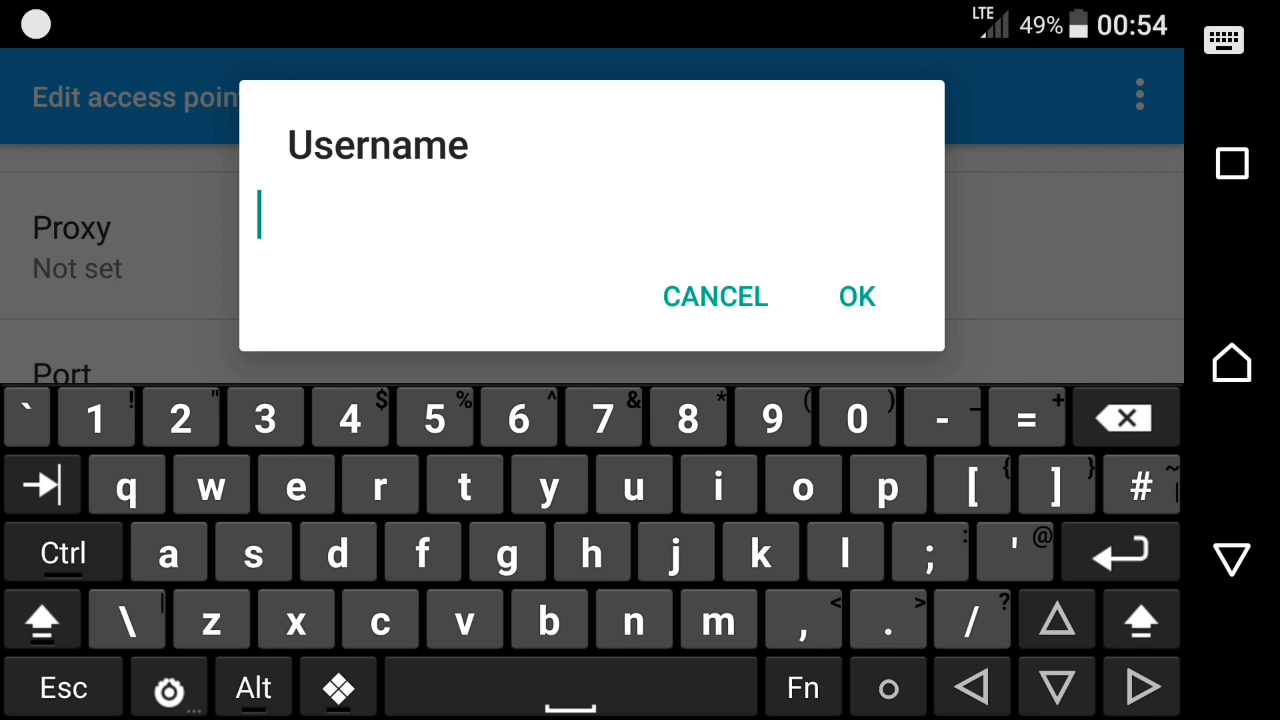 LTE 49% 00:54
Edit access poin
Username
Proxy
Not set
CANCEL OK
Port
` 1 ! 2 " 3 4 $ 5 % 6 ^ 7 & 8 * 9 ( 0 ) - _ = +
q w e r t y u i o p [ { ] } # ~ |
Ctrl a s d f g h j k l ; : ' @
\ | z x c v b n m , < . > / ?
Esc ... Alt Fn